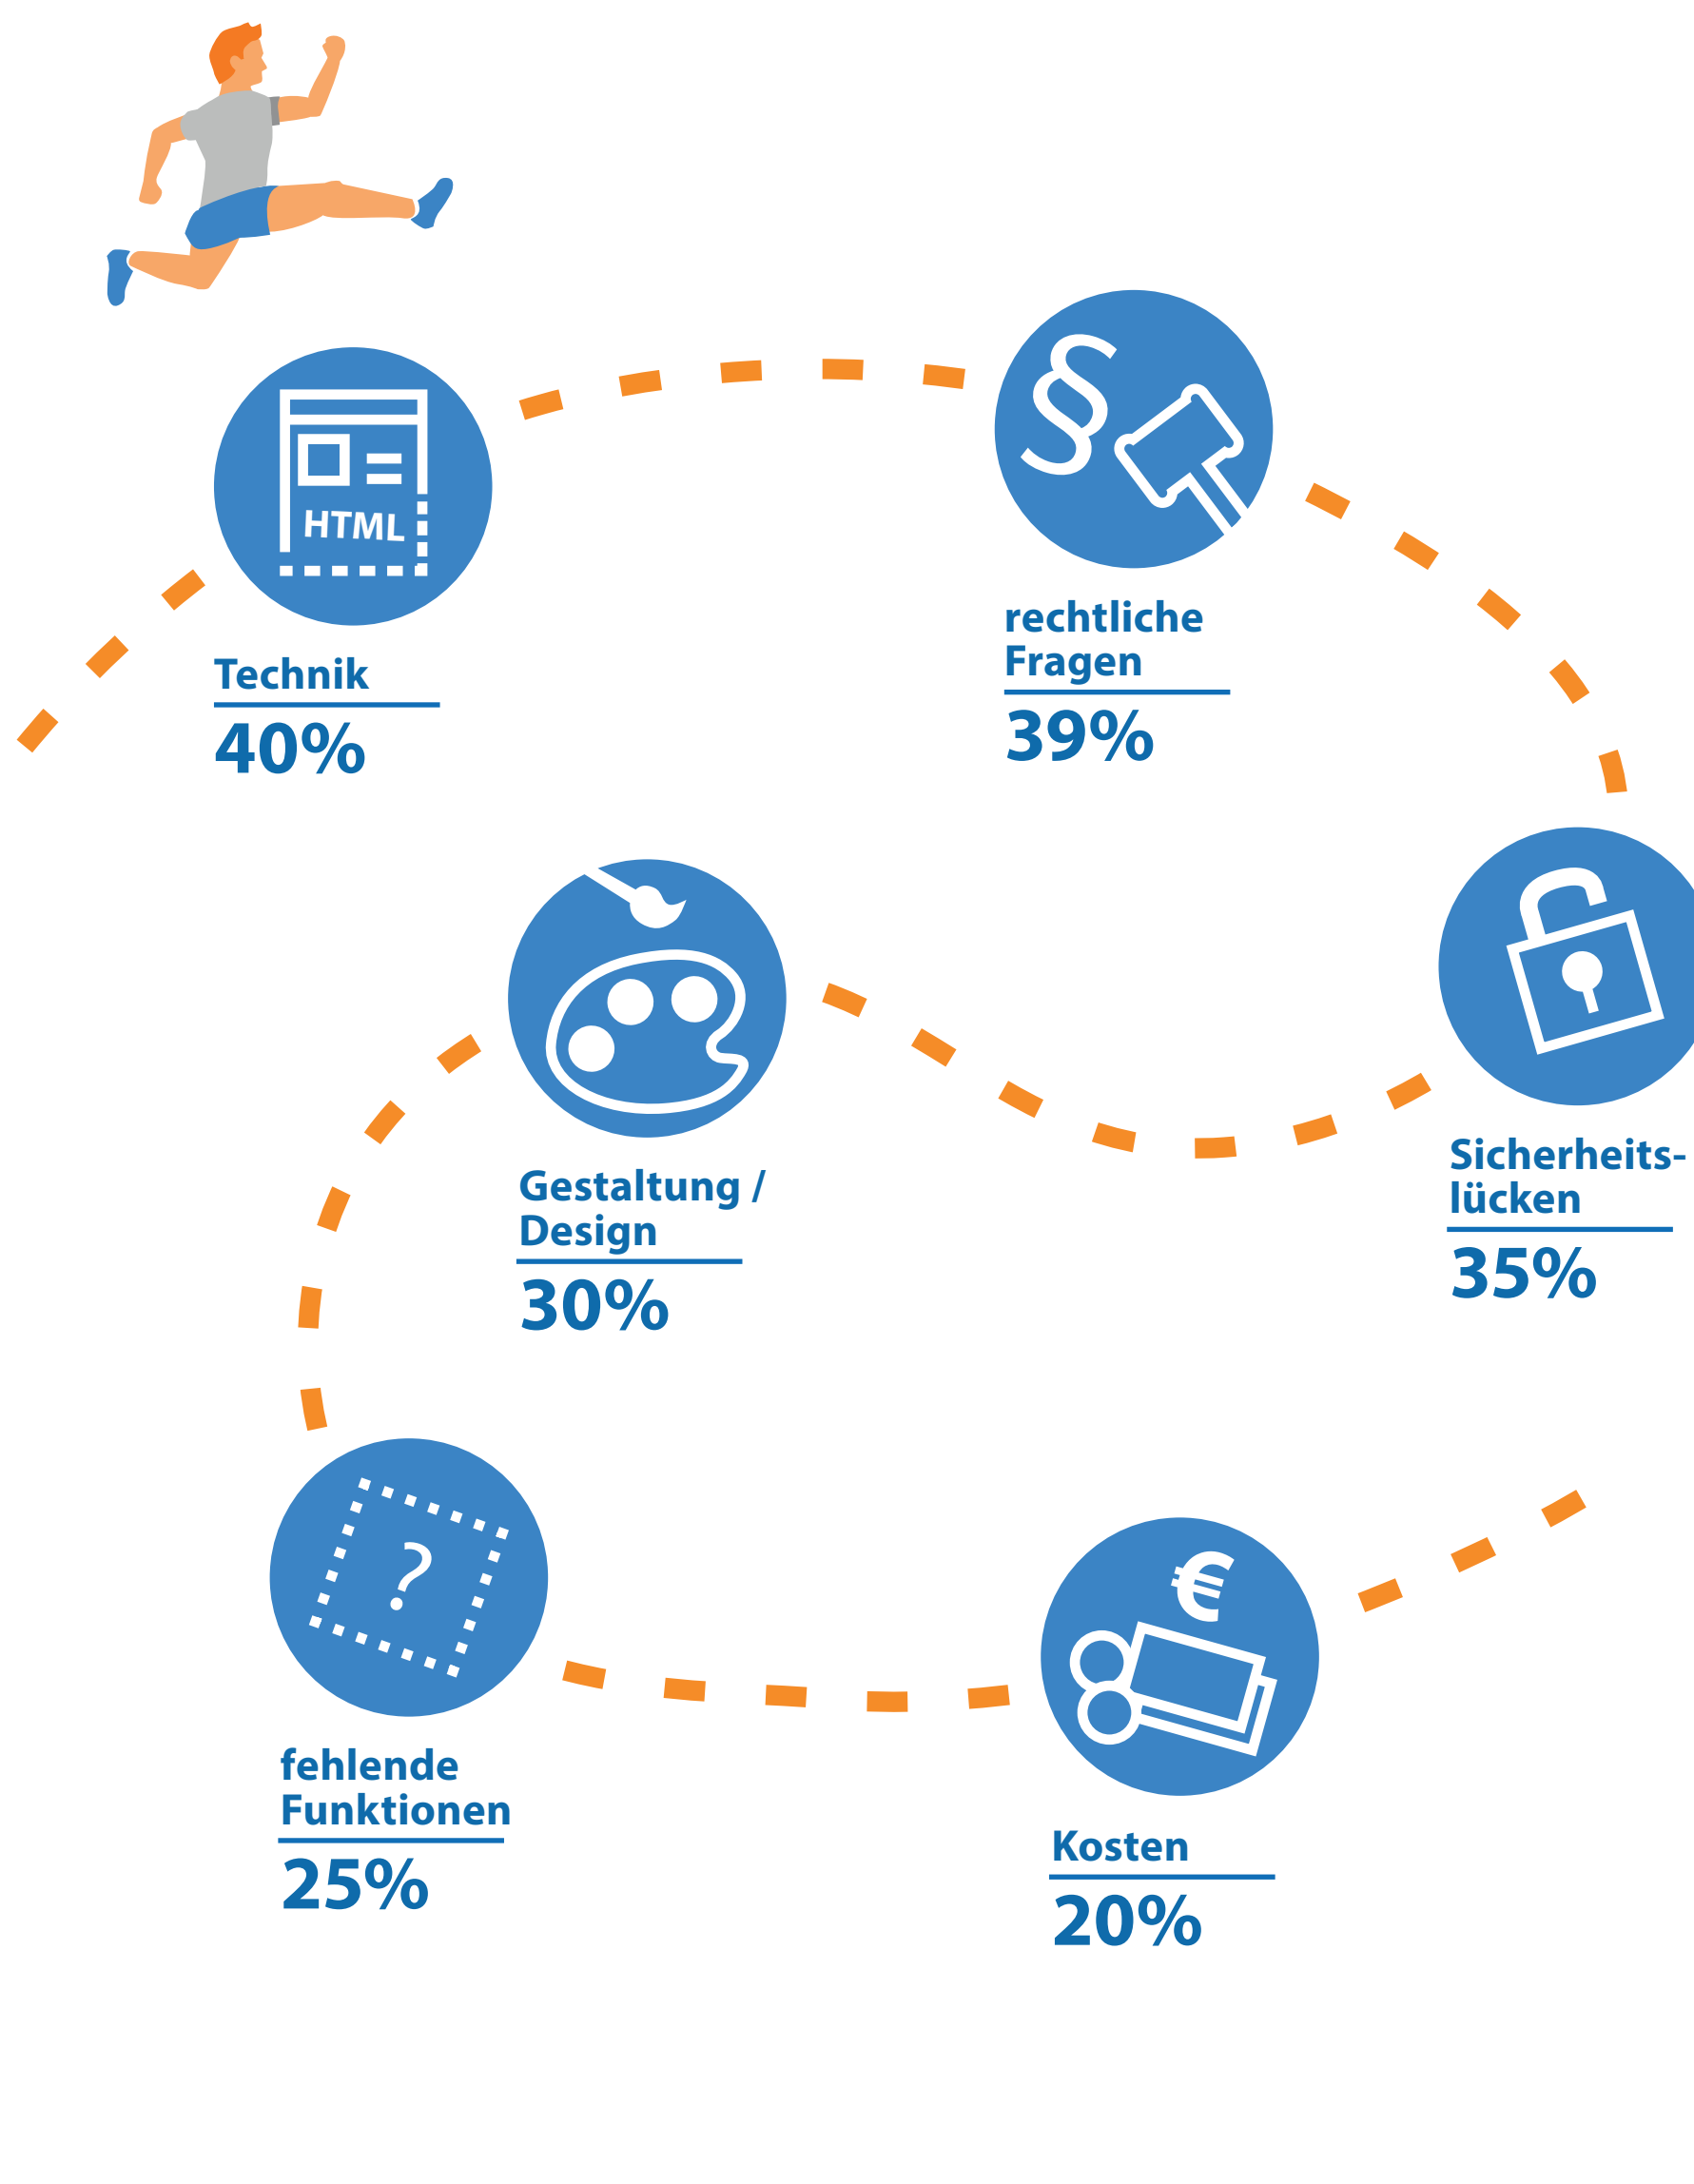 HTML
Technik
40%
§
rechtliche
Fragen
39%
Sicherheits-
lücken
35%
Gestaltung /
Design
30%
?
fehlende
Funktionen
25%
€
Kosten
20%